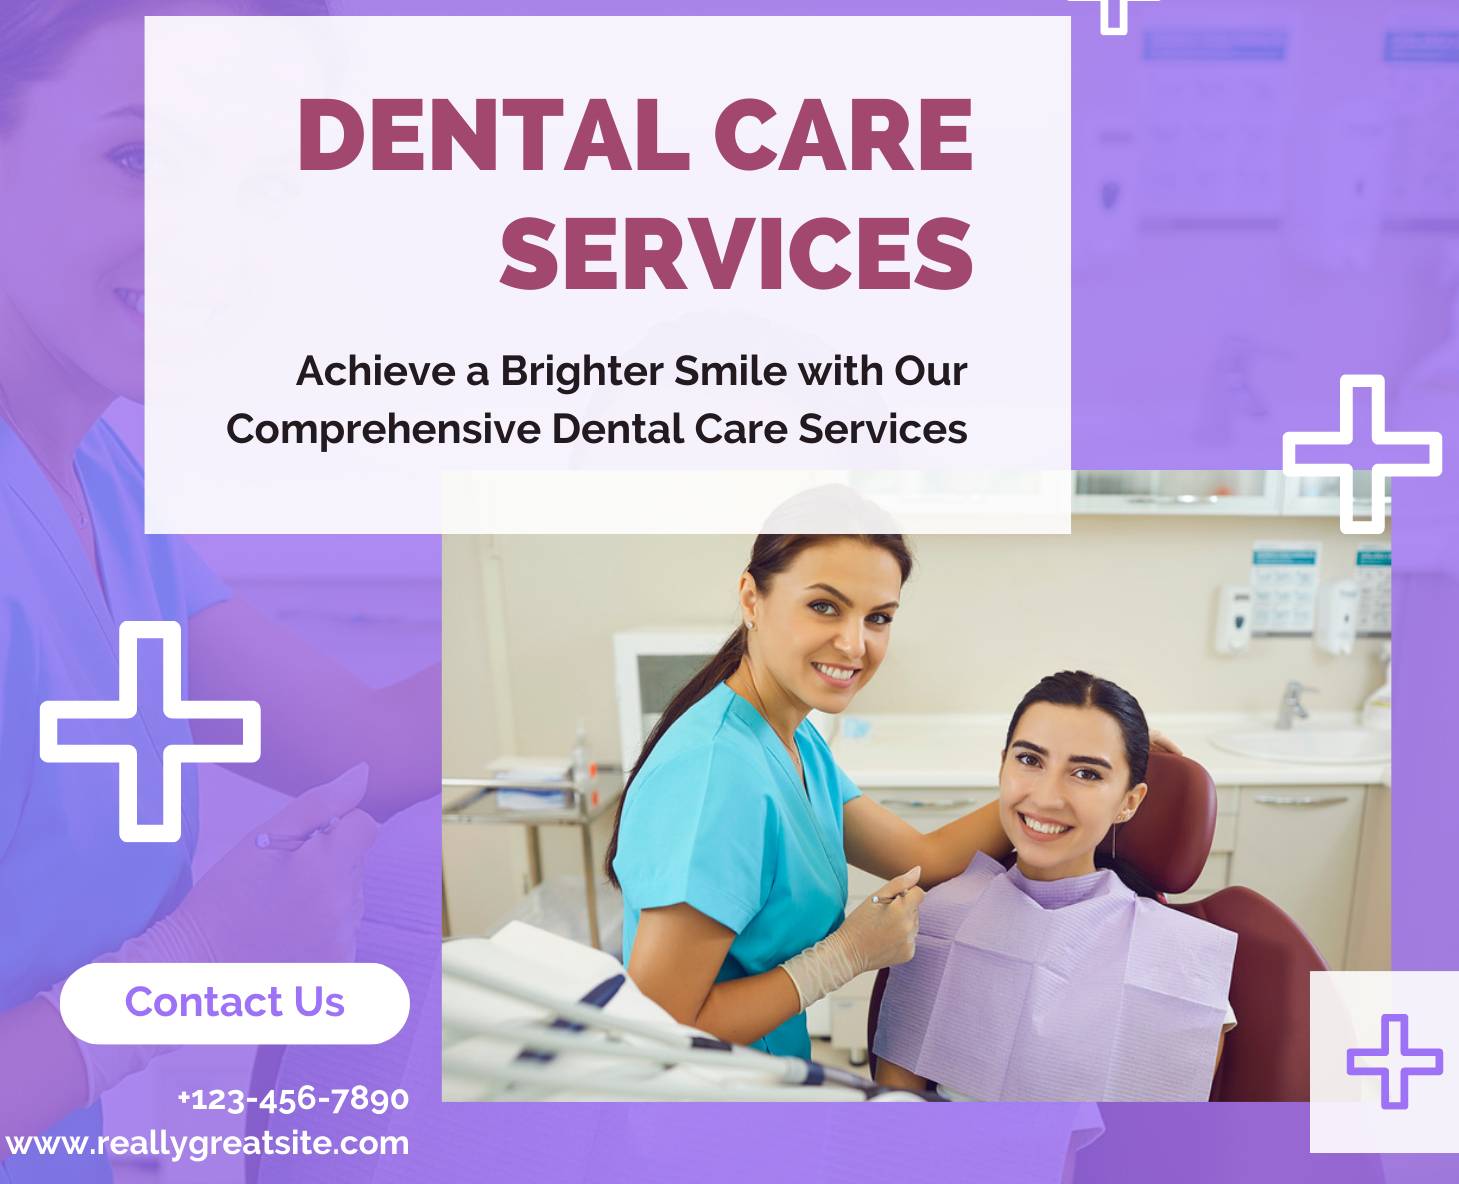 DENTAL CARE
SERVICES
Achieve a Brighter Smile with Our
Comprehensive Dental Care Services
Contact Us
+123-456-7890
www.reallygreatsite.com